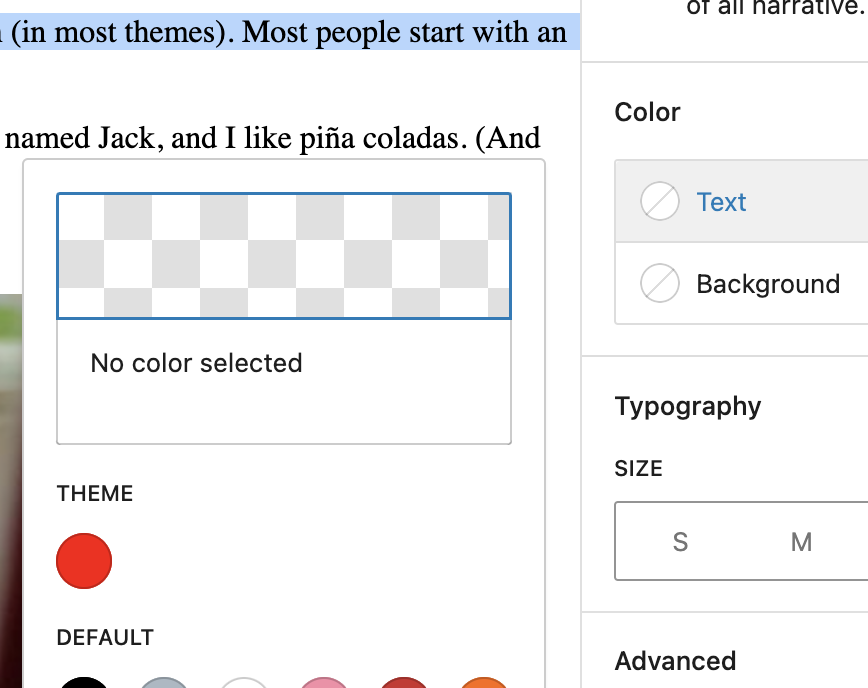 (in most themes). Most people start with an
named Jack, and I like piña coladas. (And
No color selected
THEME
DEFAULT
of all narrative.
Color
Text
Background
Typography
SIZE
S M
Advanced